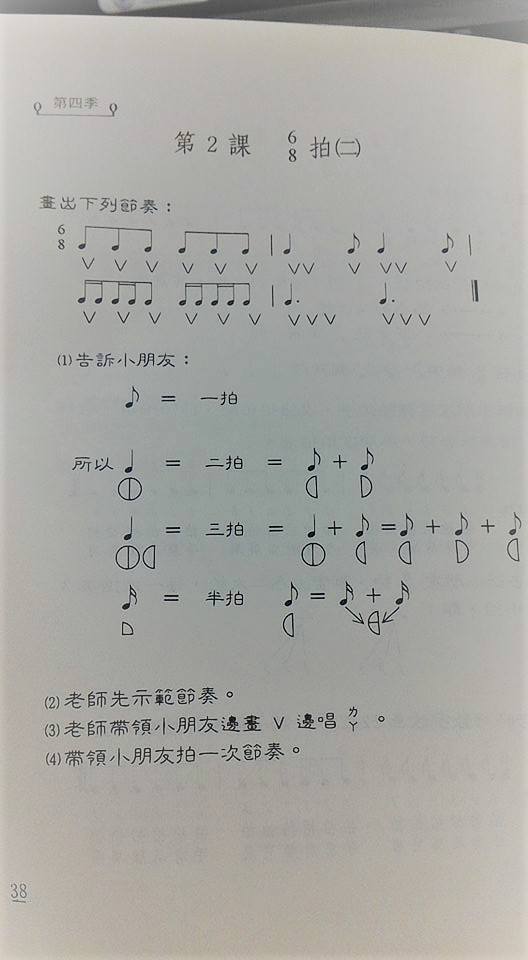 第四季
第 2 課 6/8 拍(二)
畫出下列節奏：
6
8
V V V V V V VV V VV V
V V V V V V VVV VVV
(1)告訴小朋友：
♪ = 一拍
所以 ♩ = 二拍 = ♪ + ♪
♩ = 三拍 = ♩ + ♪ = ♪ + ♪ + ♪
= 半拍 ♪ = +
(2)老師先示範節奏。
(3)老師帶領小朋友邊畫 V 邊唱 ㄉㄚ 。
(4)帶領小朋友拍一次節奏。
38